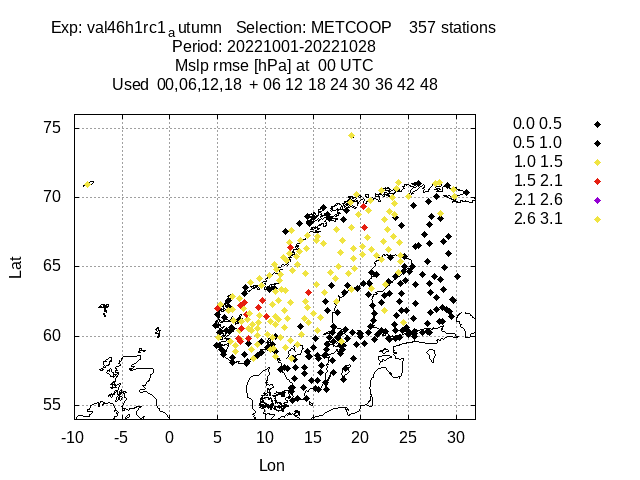 Exp: val46h1rc1autumn Selection: METCOOP 357 stations
Period: 20221001-20221028
Mslp rmse [hPa] at 00 UTC
Used 00,06,12,18 + 06 12 18 24 30 36 42 48
75
70
65
60
55
Lat
-10 -5 0 5 10 15 20 25 30
Lon
0.0 0.5
0.5 1.0
1.0 1.5
1.5 2.1
2.1 2.6
2.6 3.1